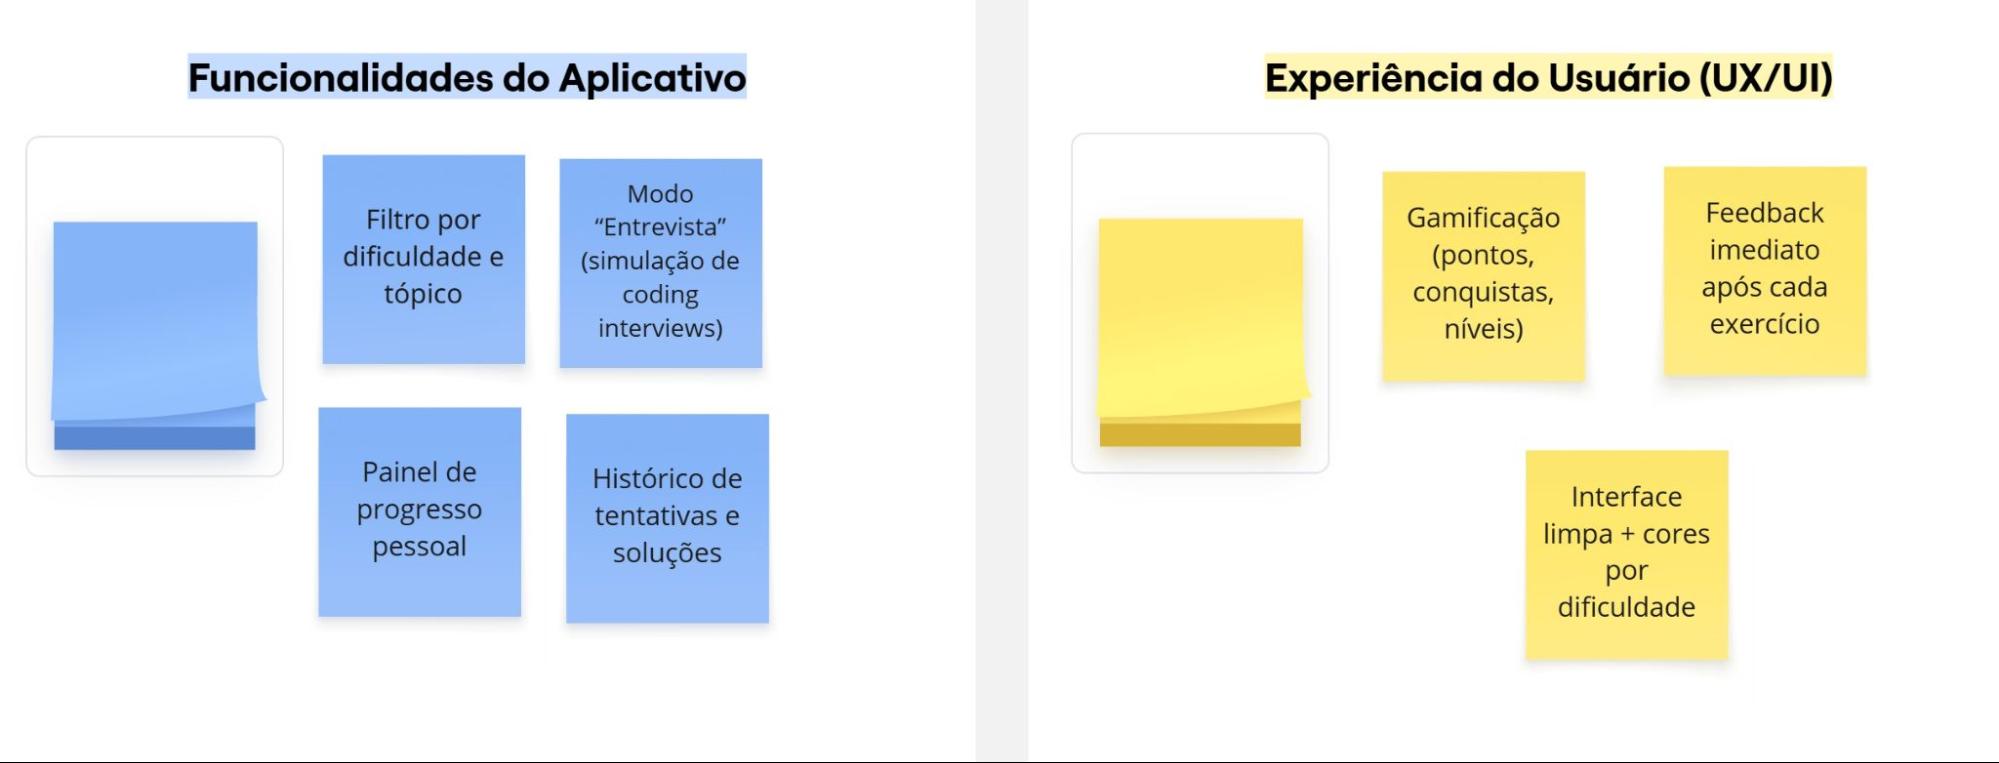 Funcionalidades do Aplicativo
Filtro por
dificuldade e
tópico
Modo
“Entrevista”
(simulação de
coding
interviews)
Painel de
progresso
pessoal
Histórico de
tentativas e
soluções
Experiência do Usuário (UX/UI)
Gamificação
(pontos,
conquistas,
níveis)
Feedback
imediato
após cada
exercício
Interface
limpa + cores
por
dificuldade